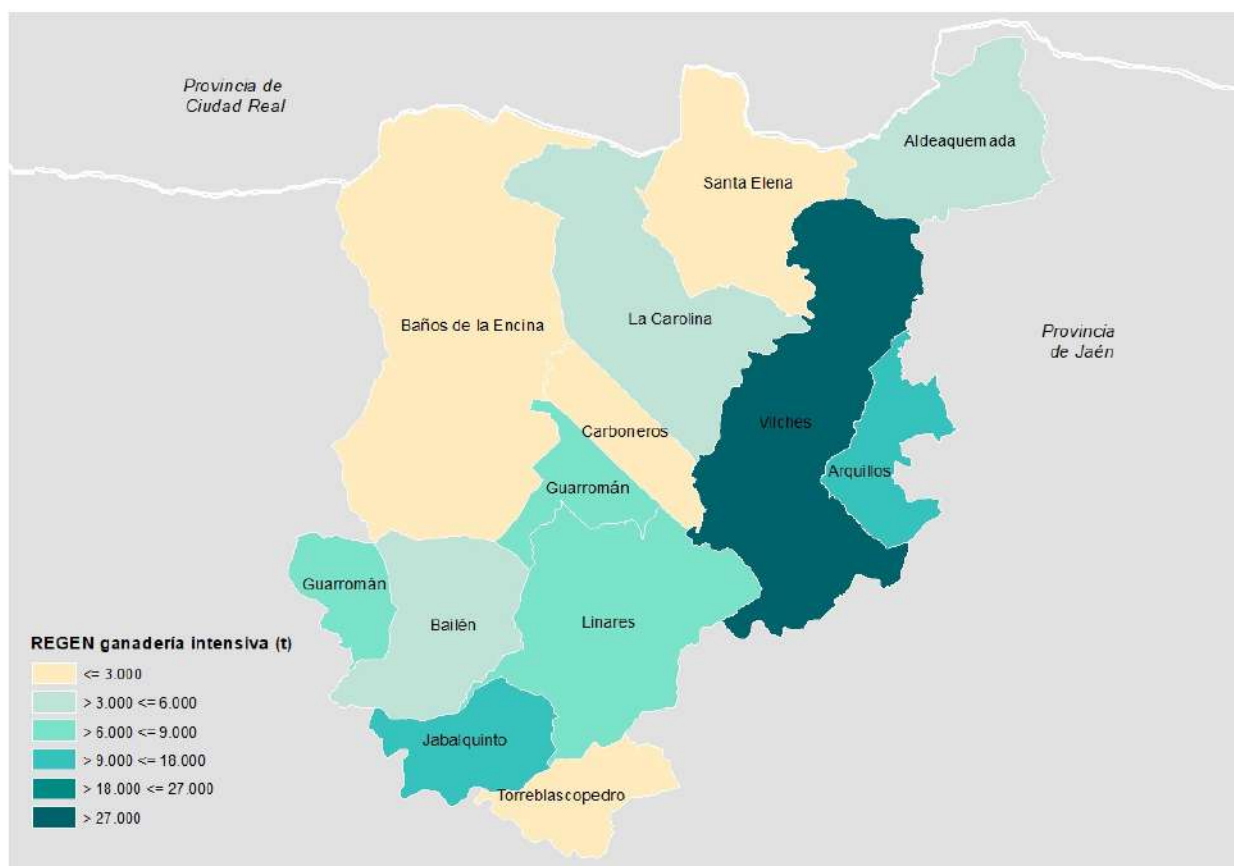 Provincia de
Ciudad Real
Aldeaquemada
Santa Elena
La Carolina
Baños de la Encina
Provincia
de Jaén
Vilches
Carboneros
Arquillos
Guarromán
Guarromán
Bailén
Linares
Jabalquinto
Torreblascopedro
REGEN ganadería intensiva (t)
<= 3.000
> 3.000 <= 6.000
> 6.000 <= 9.000
> 9.000 <= 18.000
> 18.000 <= 27.000
> 27.000